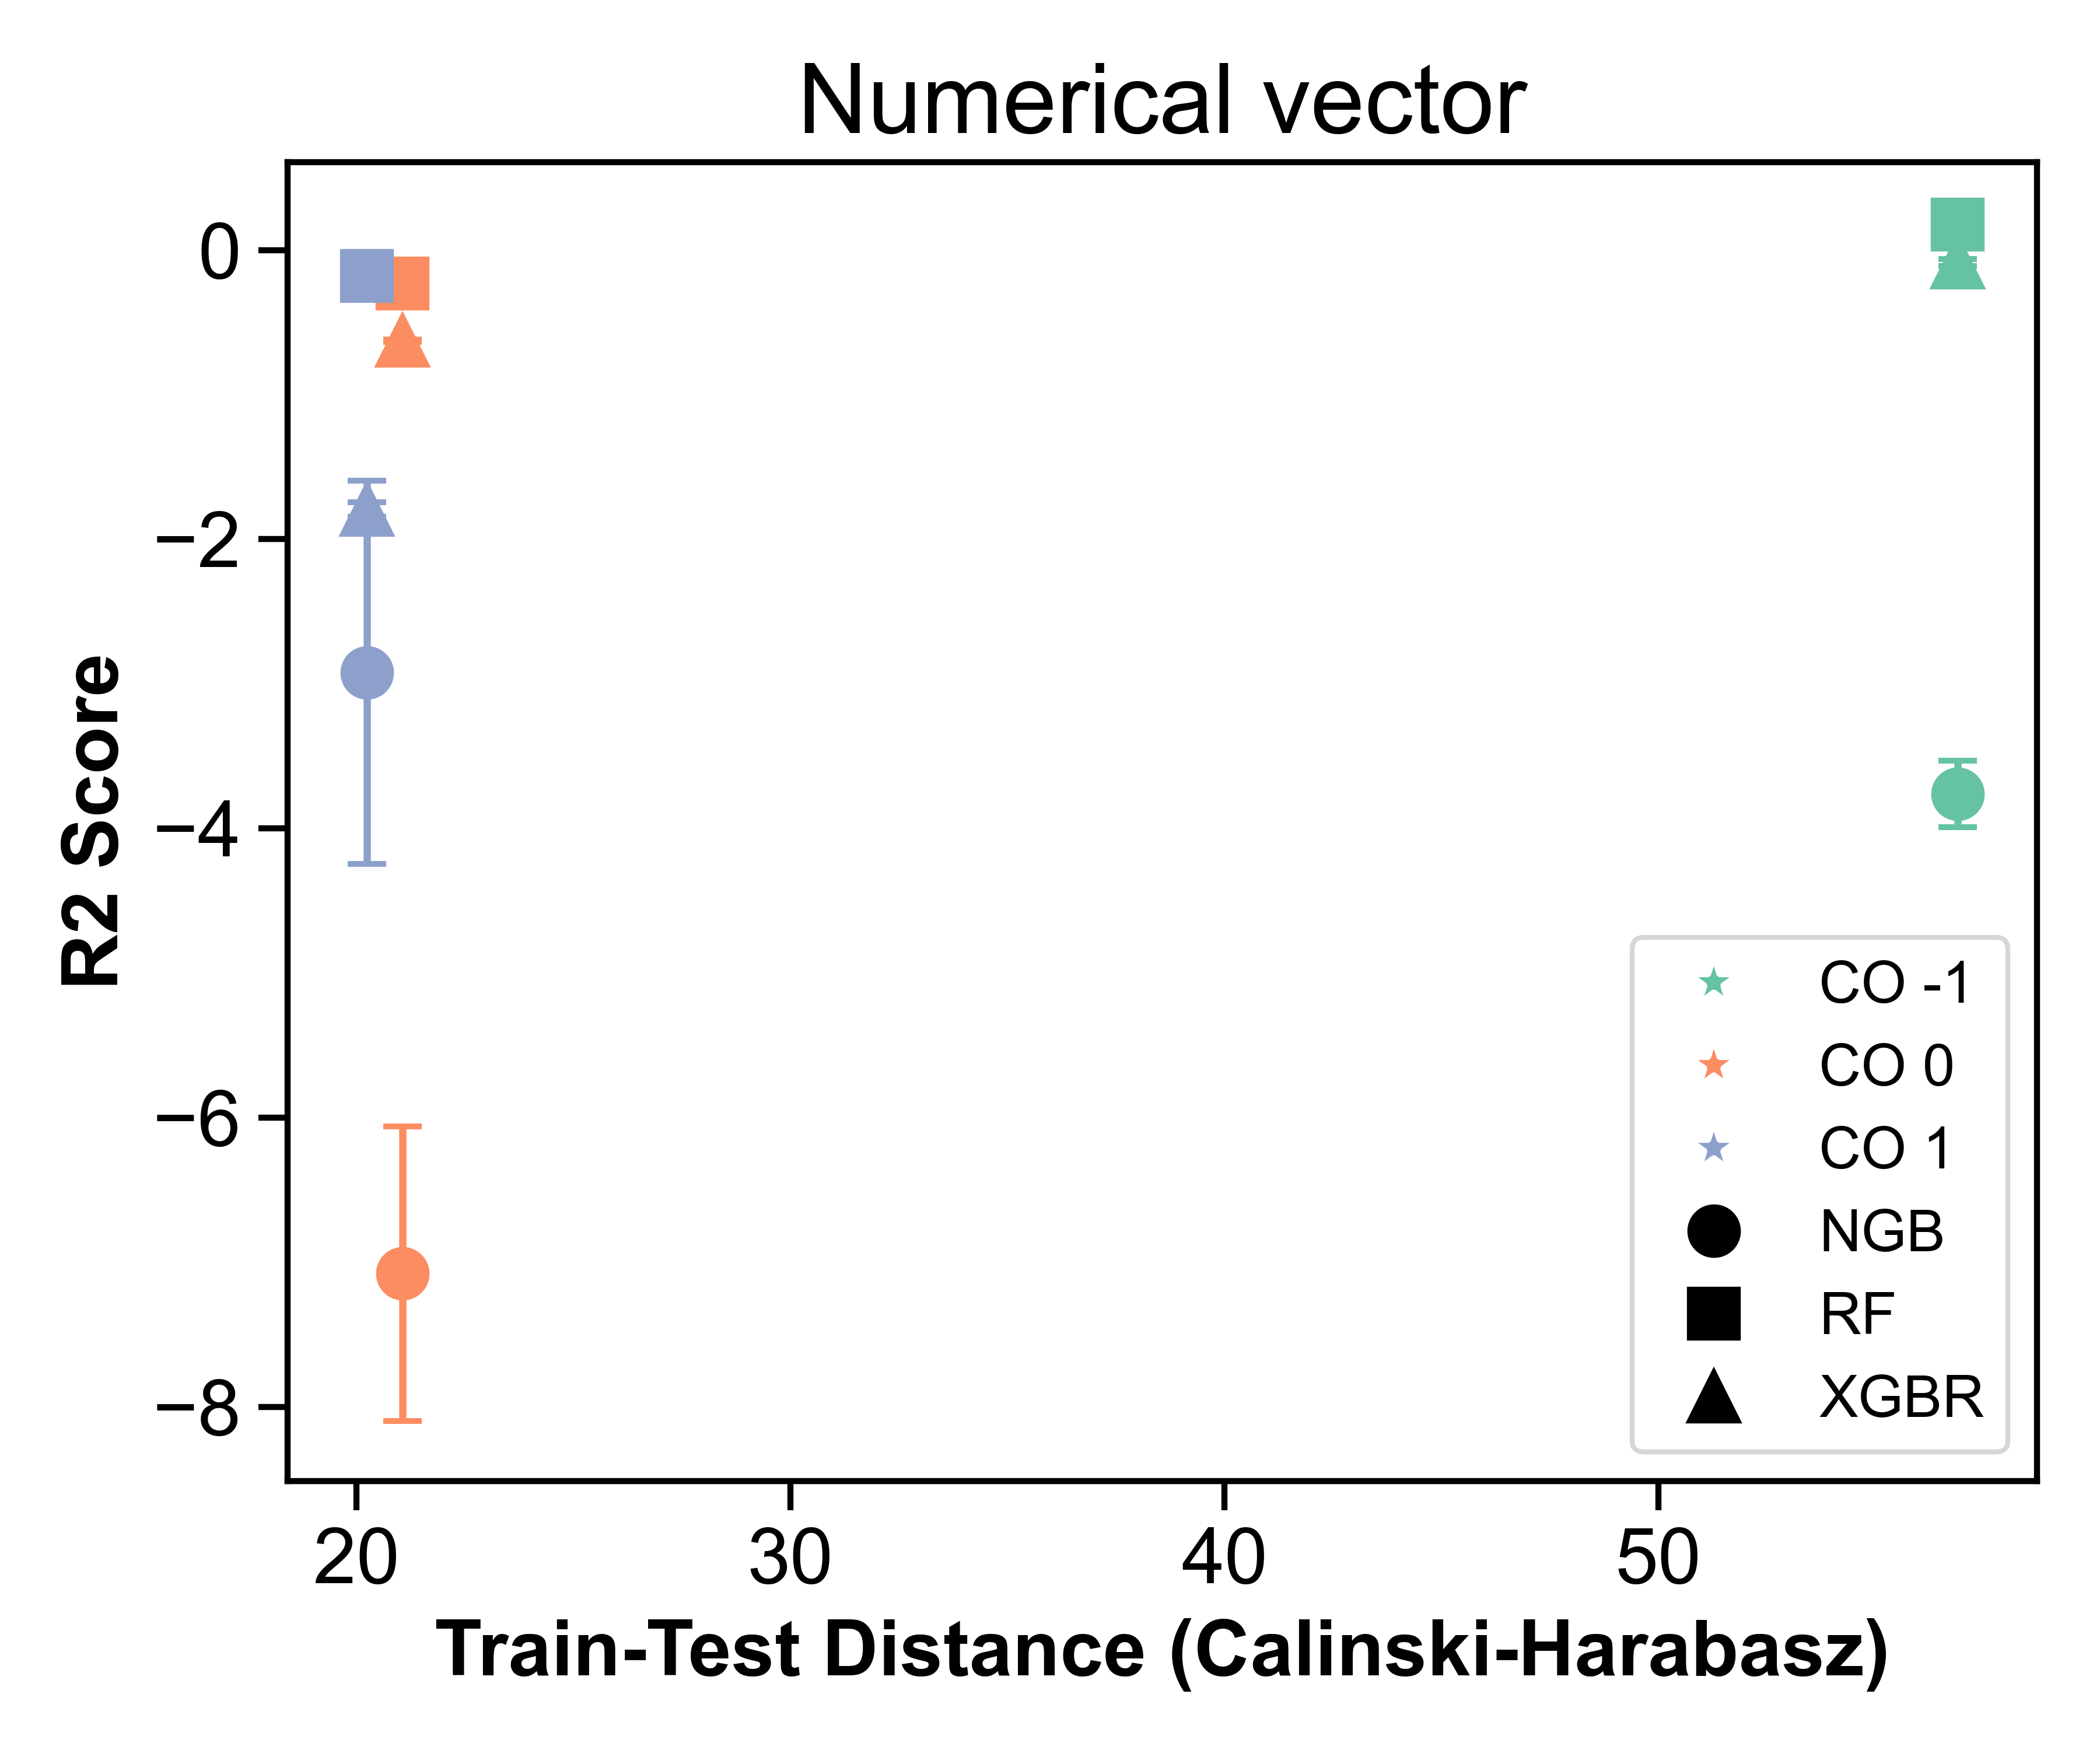 Numerical vector
0
−2
−4
−6
−8
R2 Score
20
30
40
50
Train-Test Distance (Calinski-Harabasz)
CO -1
CO 0
CO 1
NGB
RF
XGBR